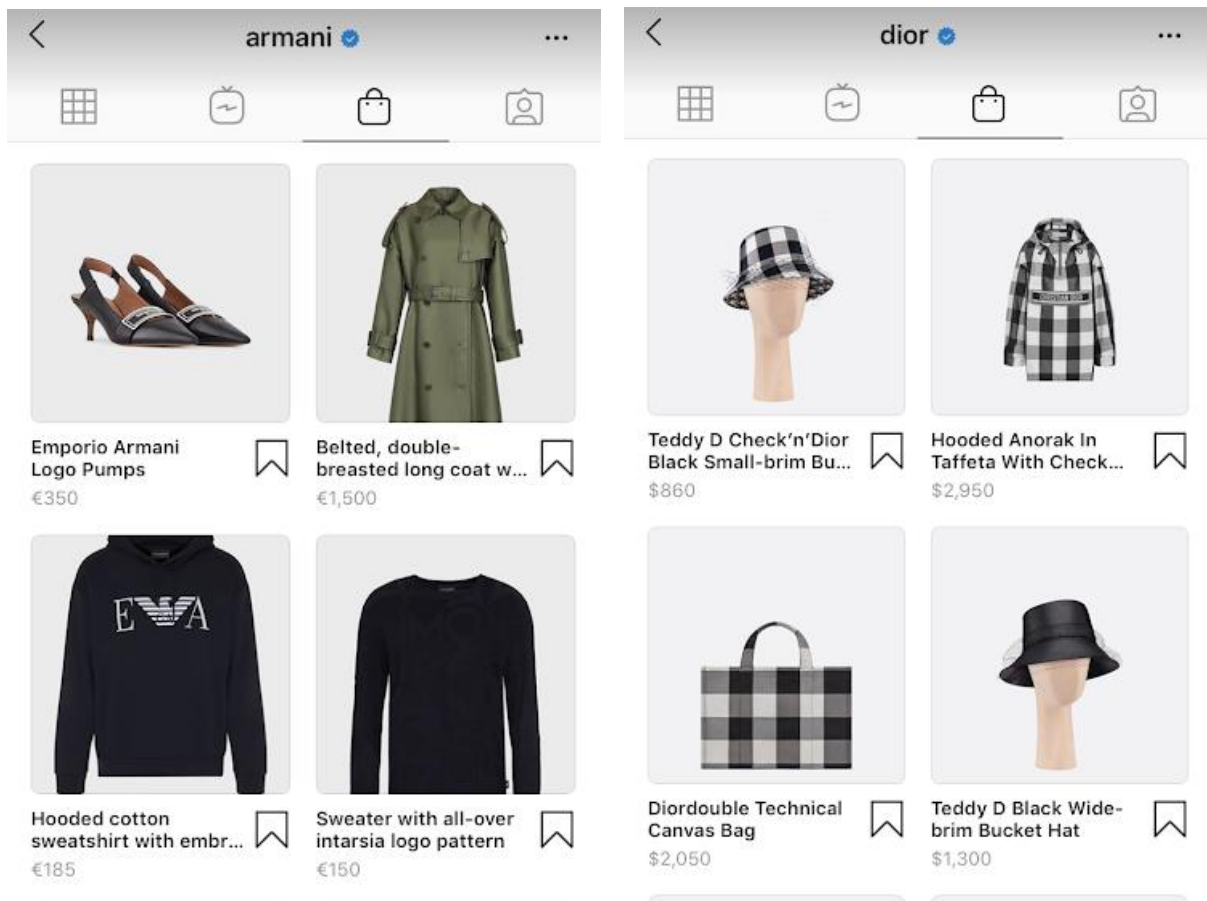 armani
Emporio Armani
Logo Pumps
€350
Belted, double-
breasted long coat w...
€1,500
E A
Hooded cotton
sweatshirt with embr...
€185
Sweater with all-over
intarsia logo pattern
€150
dior
Teddy D Check’n’Dior
Black Small-brim Bu...
$860
CHRISTIAN DIOR
Hooded Anorak In
Taffeta With Check...
$2,950
Diordouble Technical
Canvas Bag
$2,050
Teddy D Black Wide-
brim Bucket Hat
$1,300